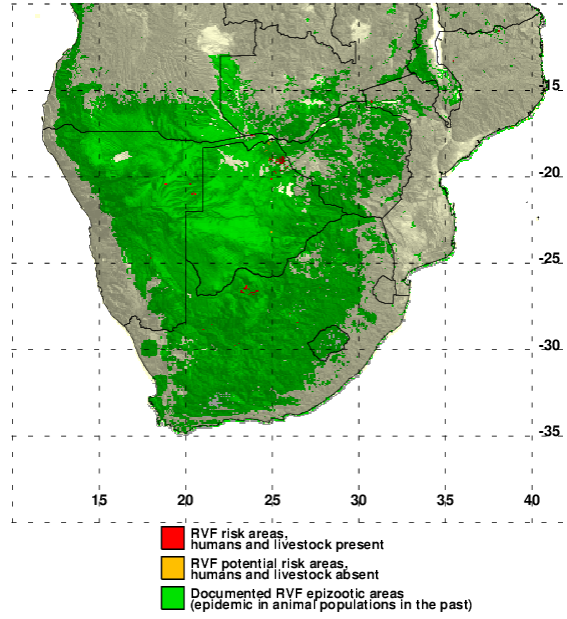 -15
-20
-25
-30
-35
15 20 25 30 35 40
RVF risk areas,
humans and livestock present
RVF potential risk areas,
humans and livestock absent
Documented RVF epizootic areas
(epidemic in animal populations in the past)